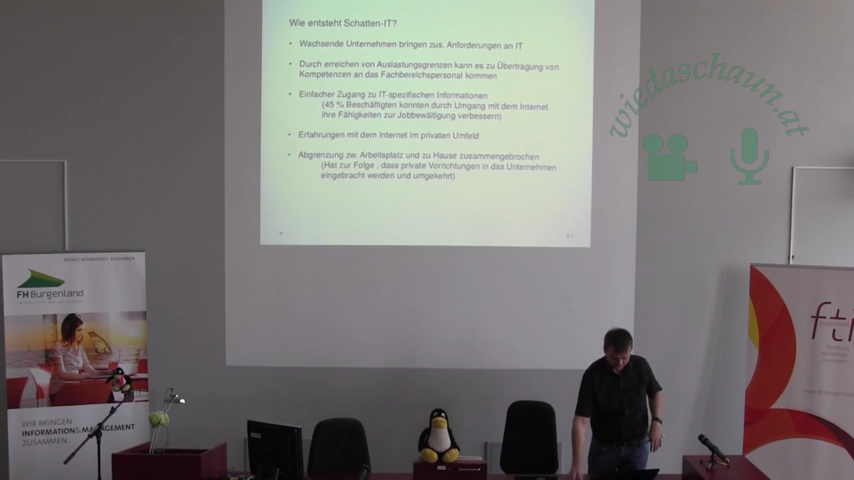 Wie entsteht Schatten-IT?
• Wachsende Unternehmen bringen zus. Anforderungen an IT
• Durch erreichen von Auslastungsgrenzen kann es zu Übertragung von
Kompetenzen an das Fachbereichspersonal kommen
• Einfacher Zugang zu IT-spezifischen Informationen
(45 % Beschäftigten konnten durch Umgang mit dem Internet
ihre Fähigkeiten zur Jobbewältigung verbessern)
• Erfahrungen mit dem Internet im privaten Umfeld
• Abgrenzung zw. Arbeitsplatz und zu Hause zusammengebrochen
(Hat zur Folge , dass private Vorrichtungen in das Unternehmen
eingebracht werden und umgekehrt)
wiedaschaun.at
FH Burgenland
WIR BRINGEN
INFORMATION & MANAGEMENT
ZUSAMMEN.